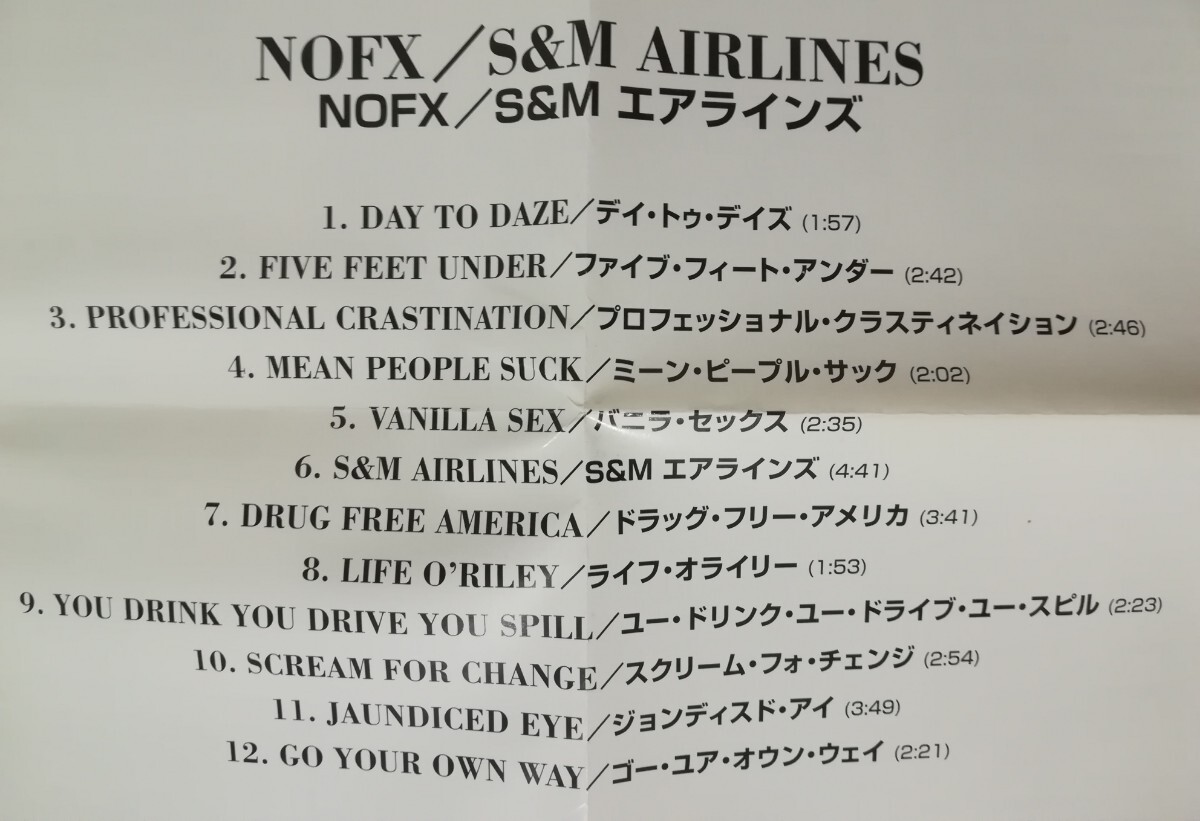 NOFX／S&M AIRLINES
NOFX／S&M エアラインズ
1. DAY TO DAZE／デイ・トゥ・デイズ (1:57)
2. FIVE FEET UNDER／ファイブ・フィート・アンダー (2:42)
3. PROFESSIONAL CRASTINATION／プロフェッショナル・クラスティネイション (2:46)
4. MEAN PEOPLE SUCK／ミーン・ピープル・サック (2:02)
5. VANILLA SEX／バニラ・セックス (2:35)
6. S&M AIRLINES／S&M エアラインズ (4:41)
7. DRUG FREE AMERICA／ドラッグ・フリー・アメリカ (3:41)
8. LIFE O'RILEY／ライフ・オライリー (1:53)
9. YOU DRINK YOU DRIVE YOU SPILL／ユー・ドリンク・ユー・ドライブ・ユー・スピル (2:23)
10. SCREAM FOR CHANGE／スクリーム・フォ・チェンジ (2:54)
11. JAUNDICED EYE／ジョンディスド・アイ (3:49)
12. GO YOUR OWN WAY／ゴー・ユア・オウン・ウェイ (2:21)